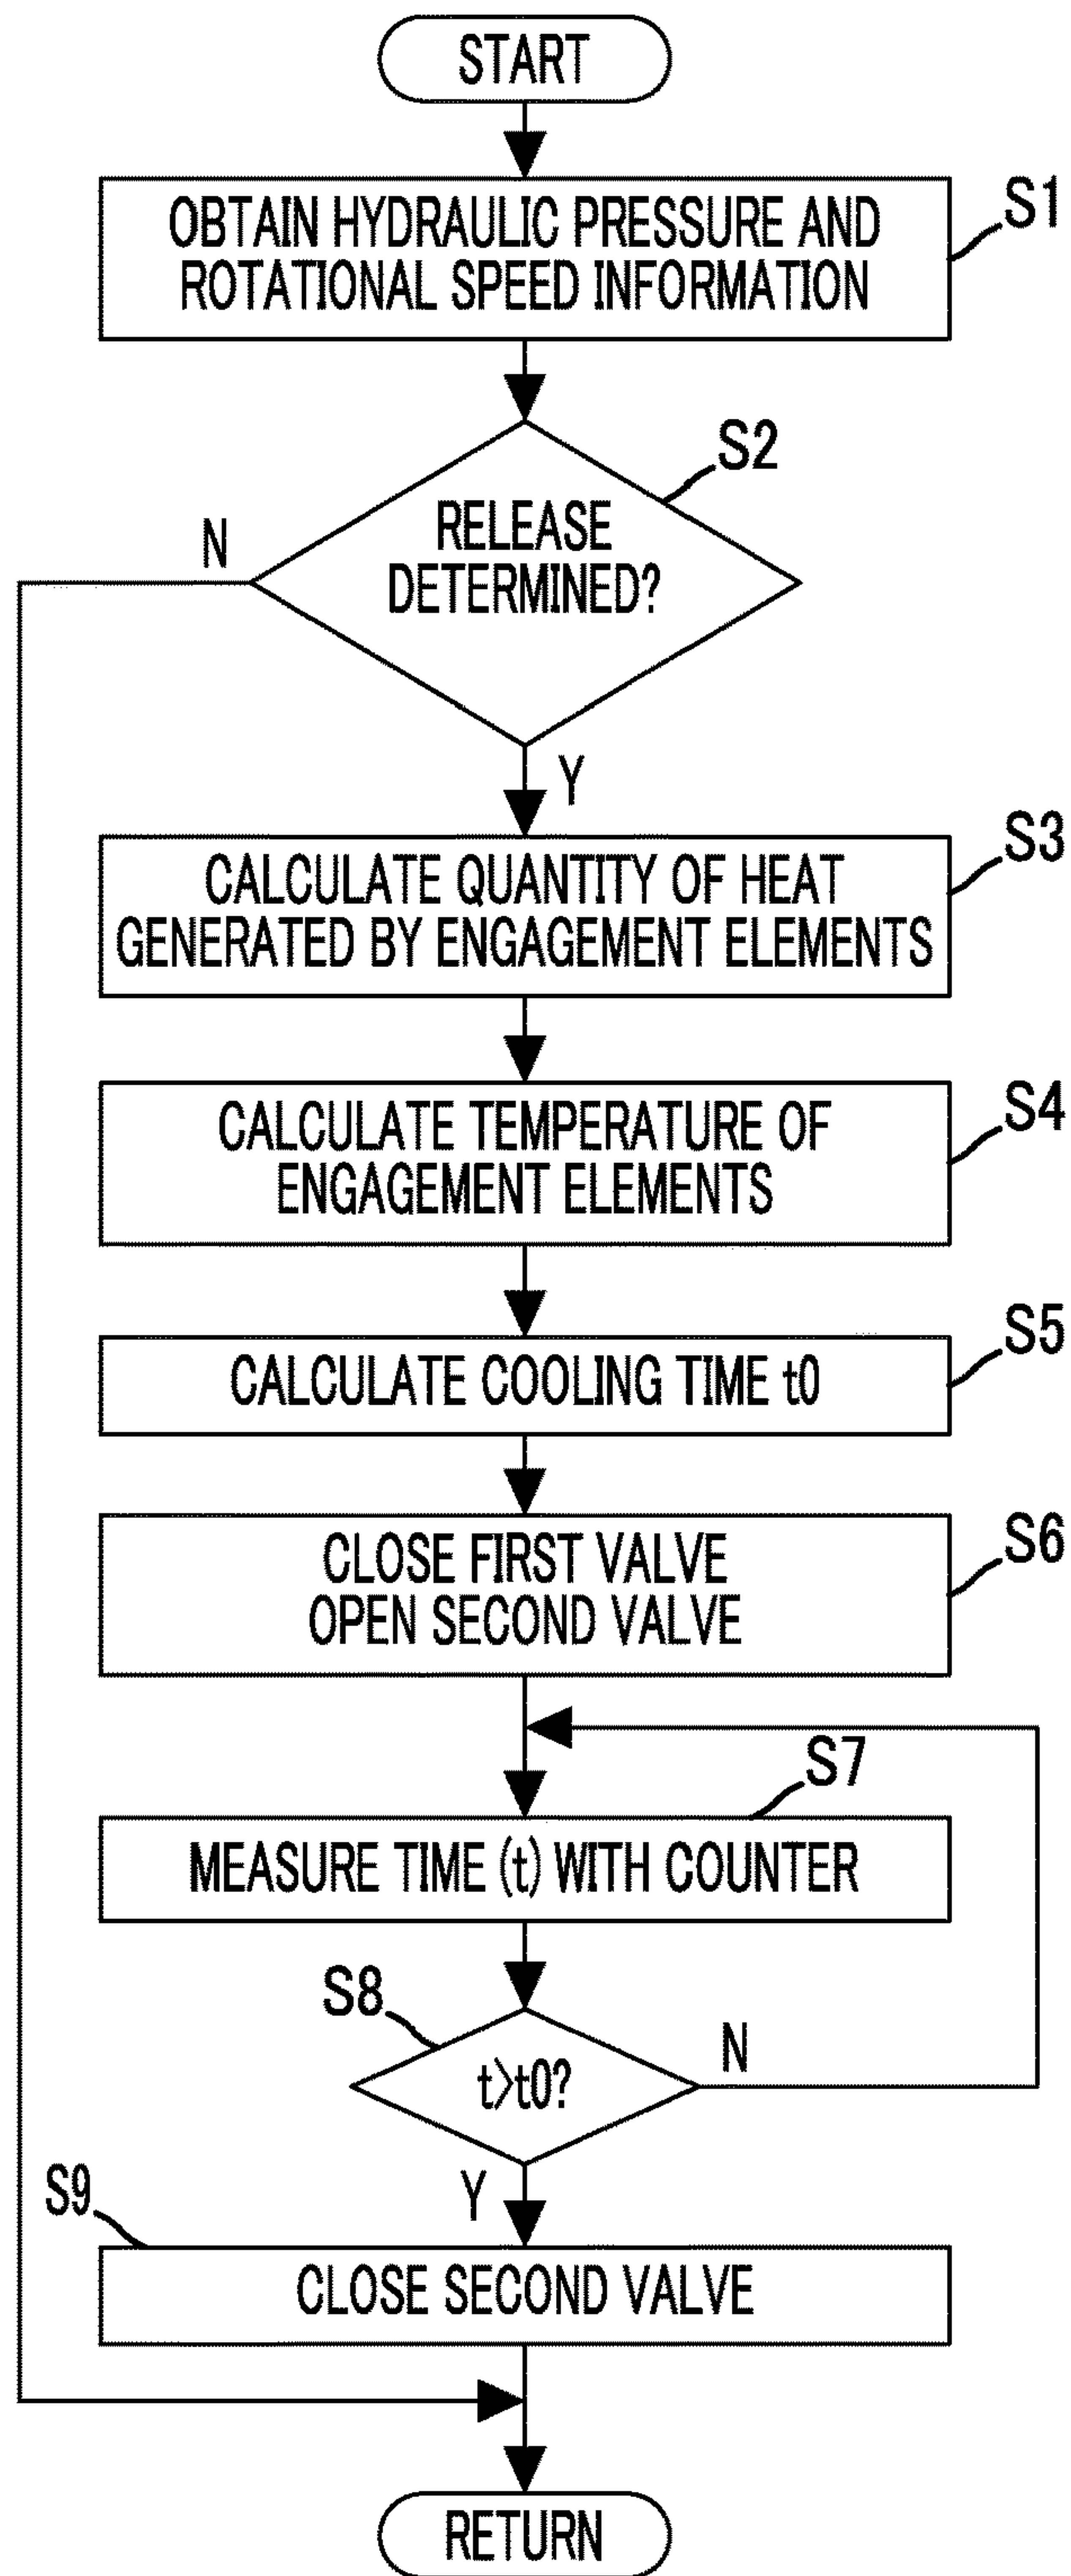 START
OBTAIN HYDRAULIC PRESSURE AND
ROTATIONAL SPEED INFORMATION
S1
S2
RELEASE
DETERMINED?
N
Y
S3
CALCULATE QUANTITY OF HEAT
GENERATED BY ENGAGEMENT ELEMENTS
S4
CALCULATE TEMPERATURE OF
ENGAGEMENT ELEMENTS
S5
CALCULATE COOLING TIME t0
S6
CLOSE FIRST VALVE
OPEN SECOND VALVE
S7
MEASURE TIME (t) WITH COUNTER
S8
t>t0?
N
Y
S9
CLOSE SECOND VALVE
RETURN